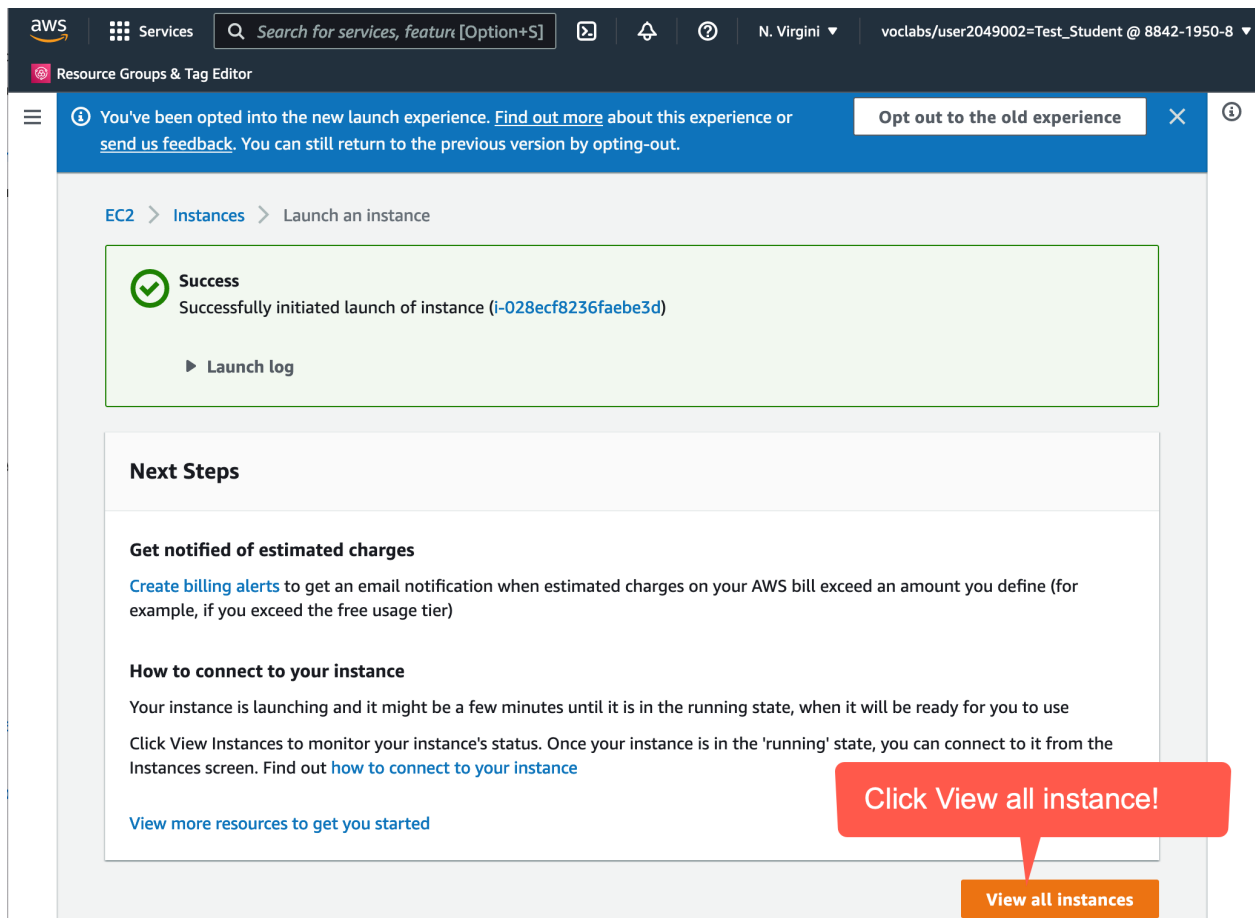 aws
Services
Search for services, feature [Option+S]
N. Virgini
voclabs/user2049002=Test_Student @ 8842-1950-8
Resource Groups & Tag Editor
You've been opted into the new launch experience. Find out more about this experience or
send us feedback. You can still return to the previous version by opting-out.
Opt out to the old experience
EC2 > Instances > Launch an instance
Success
Successfully initiated launch of instance (i-028ecf8236faebe3d)
Launch log
Next Steps
Get notified of estimated charges
Create billing alerts to get an email notification when estimated charges on your AWS bill exceed an amount you define (for
example, if you exceed the free usage tier)
How to connect to your instance
Your instance is launching and it might be a few minutes until it is in the running state, when it will be ready for you to use
Click View Instances to monitor your instance's status. Once your instance is in the 'running' state, you can connect to it from the
Instances screen. Find out how to connect to your instance
Click View all instance!
View more resources to get you started
View all instances